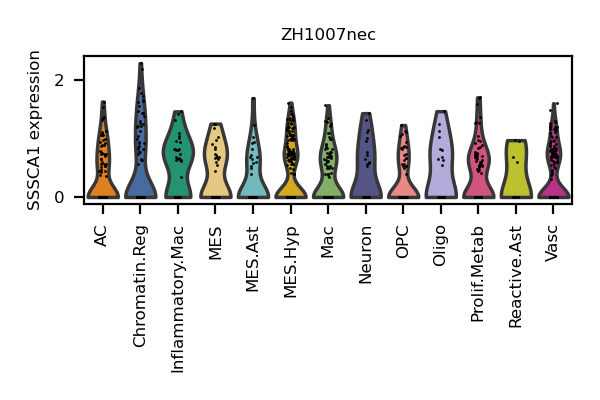 ZH1007nec
SSSCA1 expression
2
0
AC
Chromatin.Reg
Inflammatory.Mac
MES
MES.Ast
MES.Hyp
Mac
Neuron
OPC
Oligo
Prolif.Metab
Reactive.Ast
Vasc